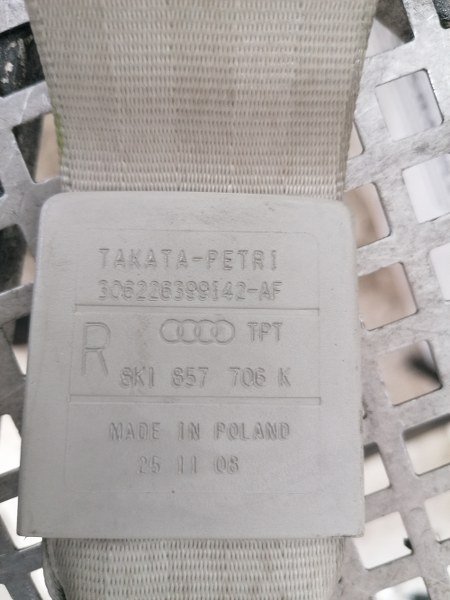 TAKATA-PETRI
306226399142-AF
R TPT
8K1 857 706 K
MADE IN POLAND
25 11 08